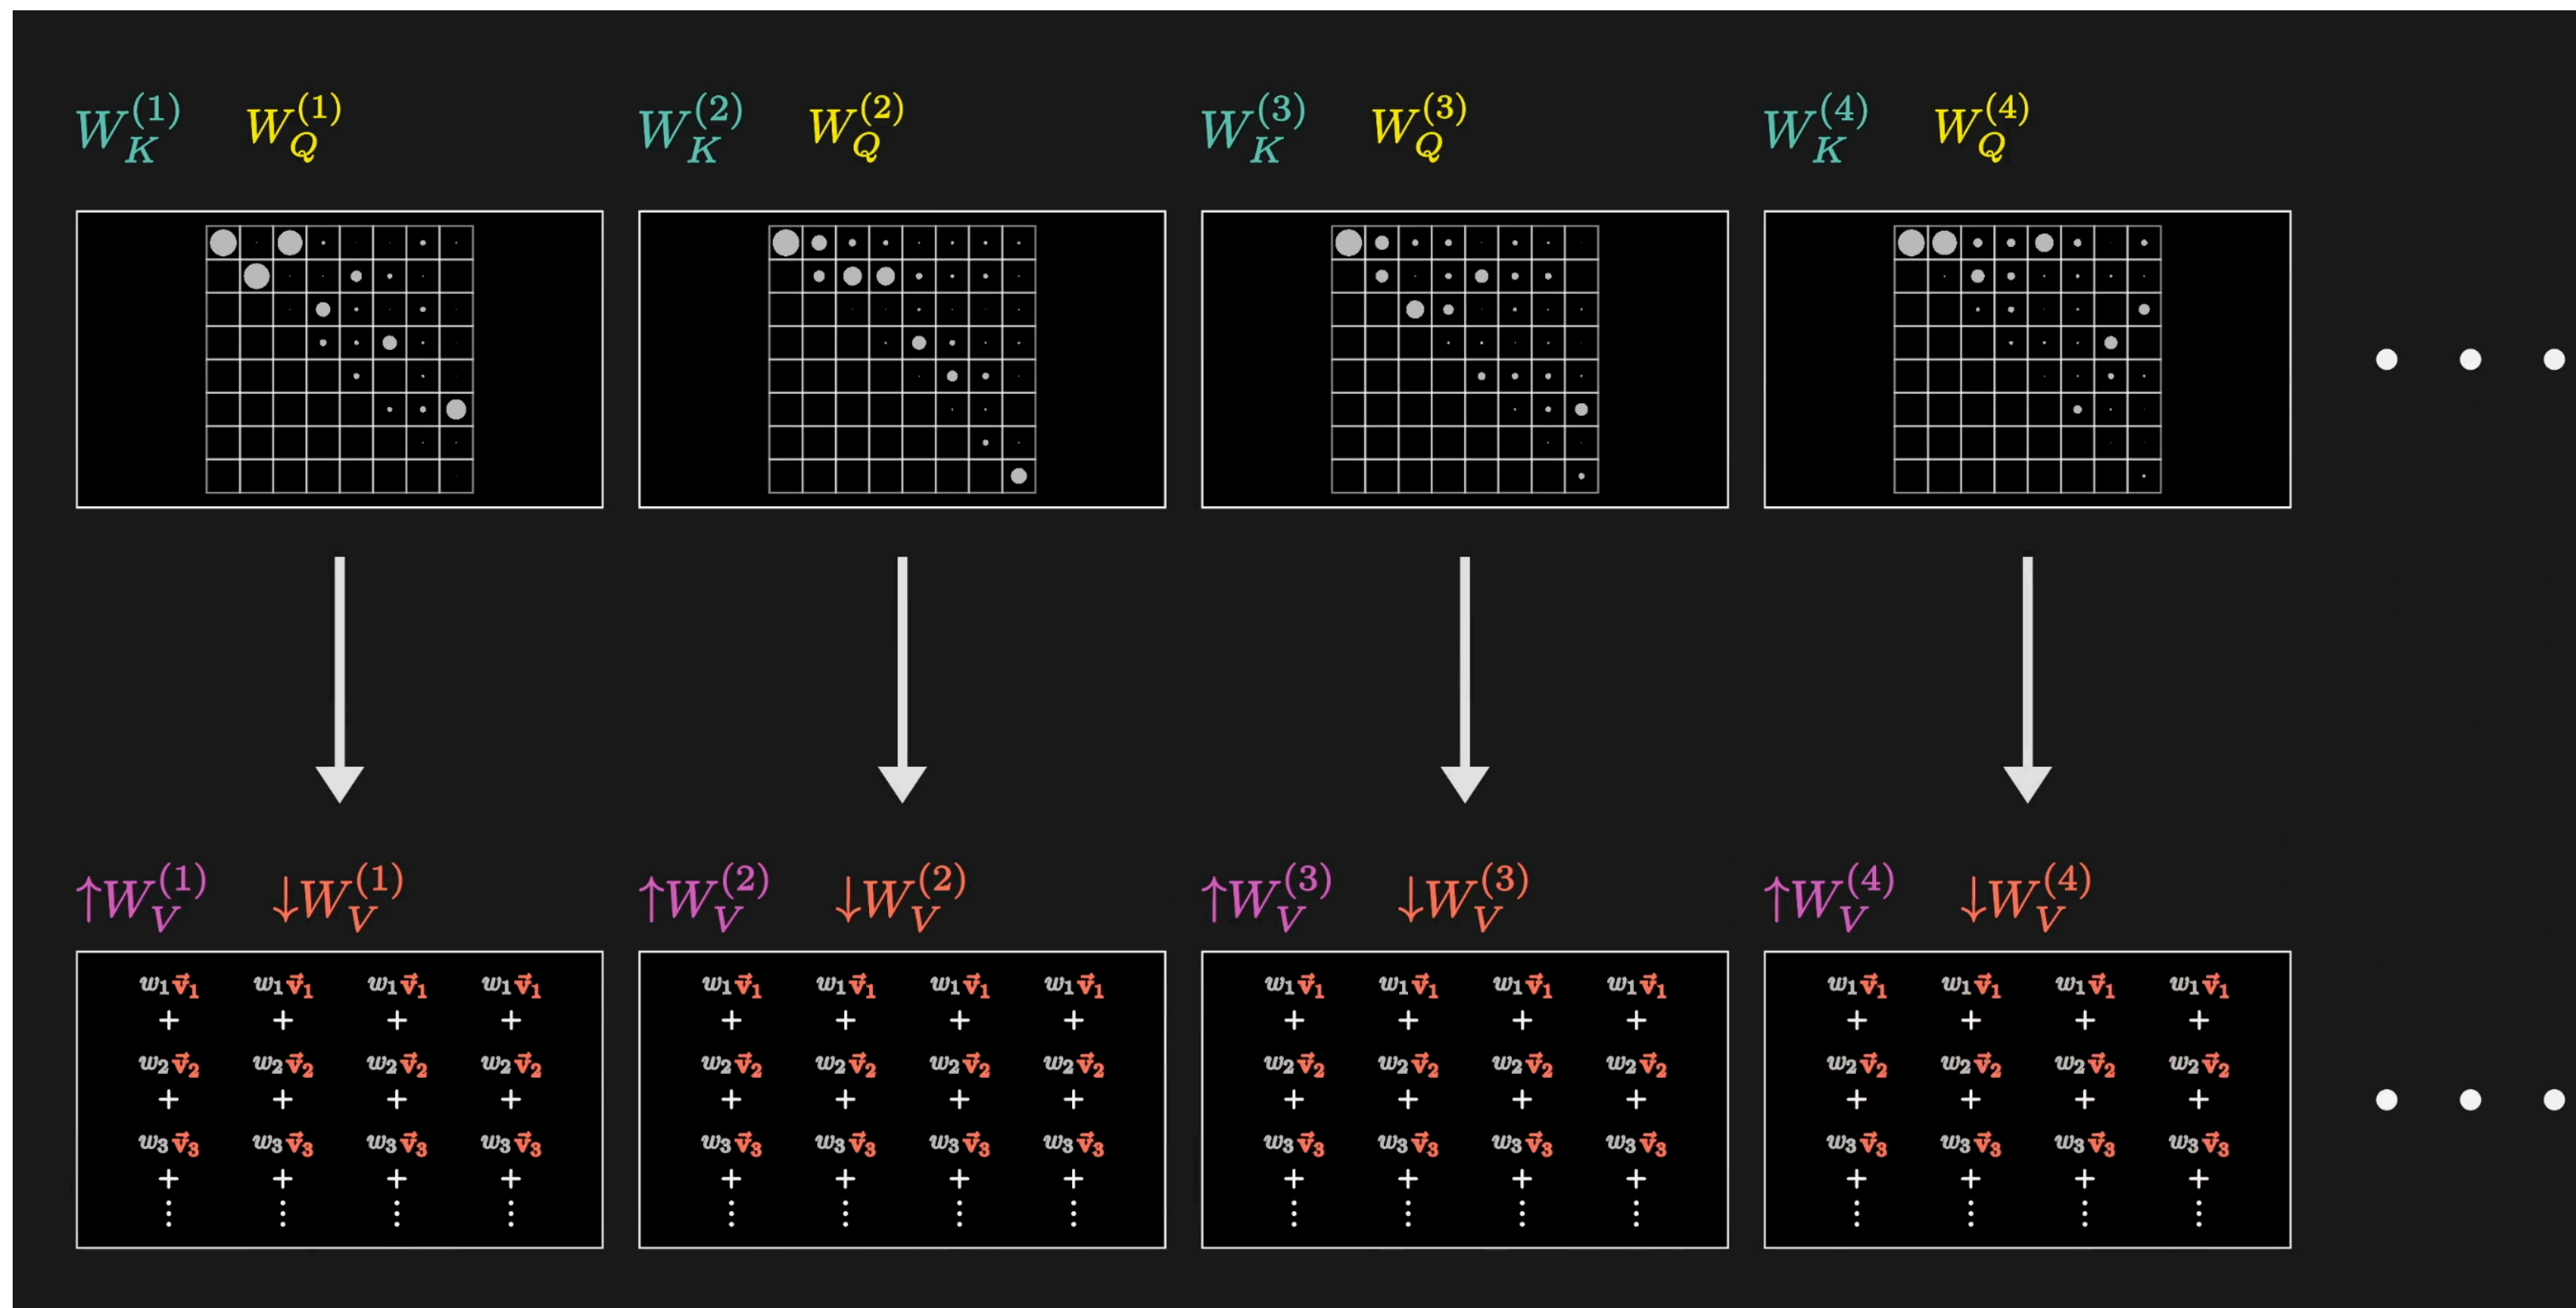 W_K^{(1)} W_Q^{(1)} W_K^{(2)} W_Q^{(2)} W_K^{(3)} W_Q^{(3)} W_K^{(4)} W_Q^{(4)}
↑W_V^{(1)} ↓W_V^{(1)} ↑W_V^{(2)} ↓W_V^{(2)} ↑W_V^{(3)} ↓W_V^{(3)} ↑W_V^{(4)} ↓W_V^{(4)}
w₁v⃗₁ w₁v⃗₁ w₁v⃗₁ w₁v⃗₁ w₁v⃗₁ w₁v⃗₁ w₁v⃗₁ w₁v⃗₁ w₁v⃗₁ w₁v⃗₁ w₁v⃗₁ w₁v⃗₁ w₁v⃗₁ w₁v⃗₁ w₁v⃗₁ w₁v⃗₁
+ + + + + + + + + + + + + + + +
w₂v⃗₂ w₂v⃗₂ w₂v⃗₂ w₂v⃗₂ w₂v⃗₂ w₂v⃗₂ w₂v⃗₂ w₂v⃗₂ w₂v⃗₂ w₂v⃗₂ w₂v⃗₂ w₂v⃗₂ w₂v⃗₂ w₂v⃗₂ w₂v⃗₂ w₂v⃗₂
+ + + + + + + + + + + + + + + +
w₃v⃗₃ w₃v⃗₃ w₃v⃗₃ w₃v⃗₃ w₃v⃗₃ w₃v⃗₃ w₃v⃗₃ w₃v⃗₃ w₃v⃗₃ w₃v⃗₃ w₃v⃗₃ w₃v⃗₃ w₃v⃗₃ w₃v⃗₃ w₃v⃗₃ w₃v⃗₃
+ + + + + + + + + + + + + + + +
⋮ ⋮ ⋮ ⋮ ⋮ ⋮ ⋮ ⋮ ⋮ ⋮ ⋮ ⋮ ⋮ ⋮ ⋮ ⋮